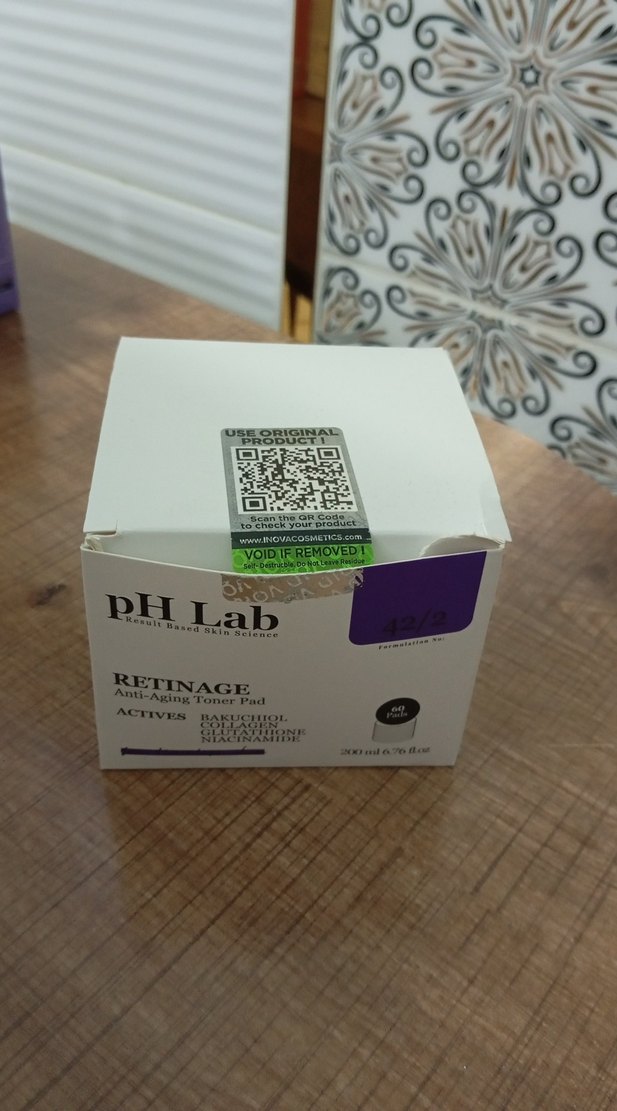 USE ORIGINAL
PRODUCT !
Scan the QR Code
to check your product
www.INOVACOSMETICS.com
VOID IF REMOVED !
Self- Destructble, Do Not Leave Residue
pH Lab
Result Based Skin Science
42/2
Formulation No:
RETINAGE
Anti-Aging Toner Pad
ACTIVES BAKUCHIOL
COLLAGEN
GLUTATHIONE
NIACINAMIDE
60
Pads
200 ml 6.76 fl.oz